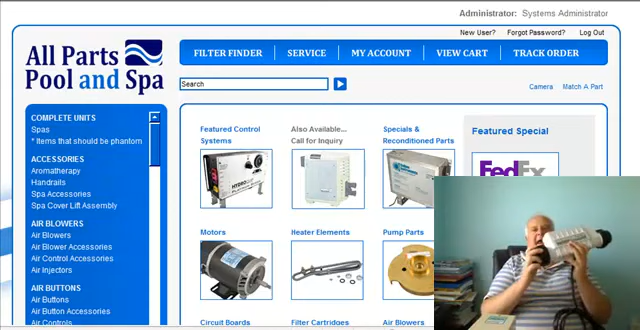 Administrator: Systems Administrator
New User? Forgot Password? Log Out
All Parts
Pool and Spa
FILTER FINDER SERVICE MY ACCOUNT VIEW CART TRACK ORDER
Search
Camera Match A Part
COMPLETE UNITS
Spas
* Items that should be phantom
ACCESSORIES
Aromatherapy
Handrails
Spa Accessories
Spa Cover Lift Assembly
AIR BLOWERS
Air Blowers
Air Blower Accessories
Air Control Accessories
Air Injectors
AIR BUTTONS
Air Buttons
Air Button Accessories
Air Controls
Featured Control
Systems
Also Available...
Call for Inquiry
Specials &
Reconditioned Parts
Featured Special
FedEx
Motors
Heater Elements
Pump Parts
Circuit Boards
Filter Cartridges
Air Blowers